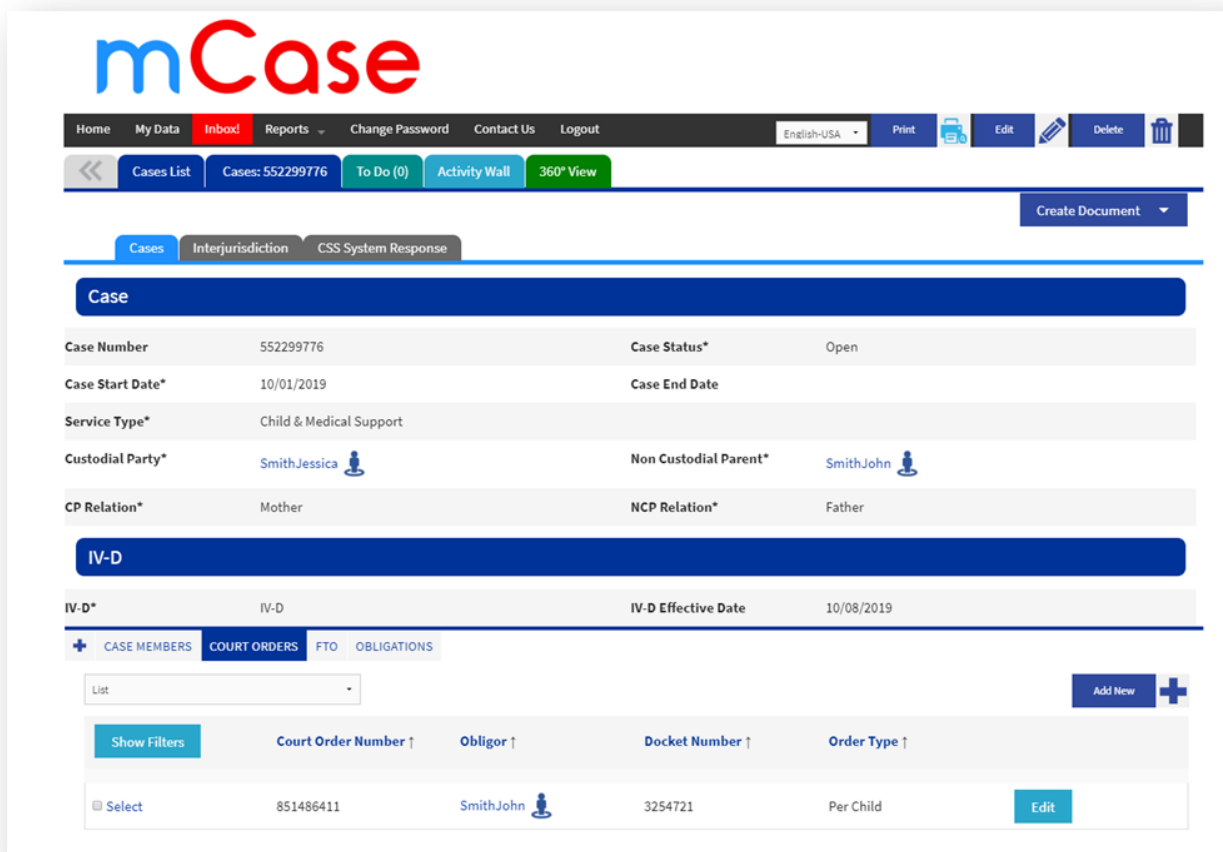 mCase
Home My Data Inbox! Reports Change Password Contact Us Logout English-USA Print Edit Delete
Cases List Cases: 552299776 To Do (0) Activity Wall 360° View
Create Document
Cases Interjurisdiction CSS System Response
Case
Case Number 552299776 Case Status* Open
Case Start Date* 10/01/2019 Case End Date
Service Type* Child & Medical Support
Custodial Party* SmithJessica Non Custodial Parent* SmithJohn
CP Relation* Mother NCP Relation* Father
IV-D
IV-D* IV-D IV-D Effective Date 10/08/2019
CASE MEMBERS COURT ORDERS FTO OBLIGATIONS
List Add New
Show Filters Court Order Number ↑ Obligor ↑ Docket Number ↑ Order Type ↑
Select 851486411 SmithJohn 3254721 Per Child Edit